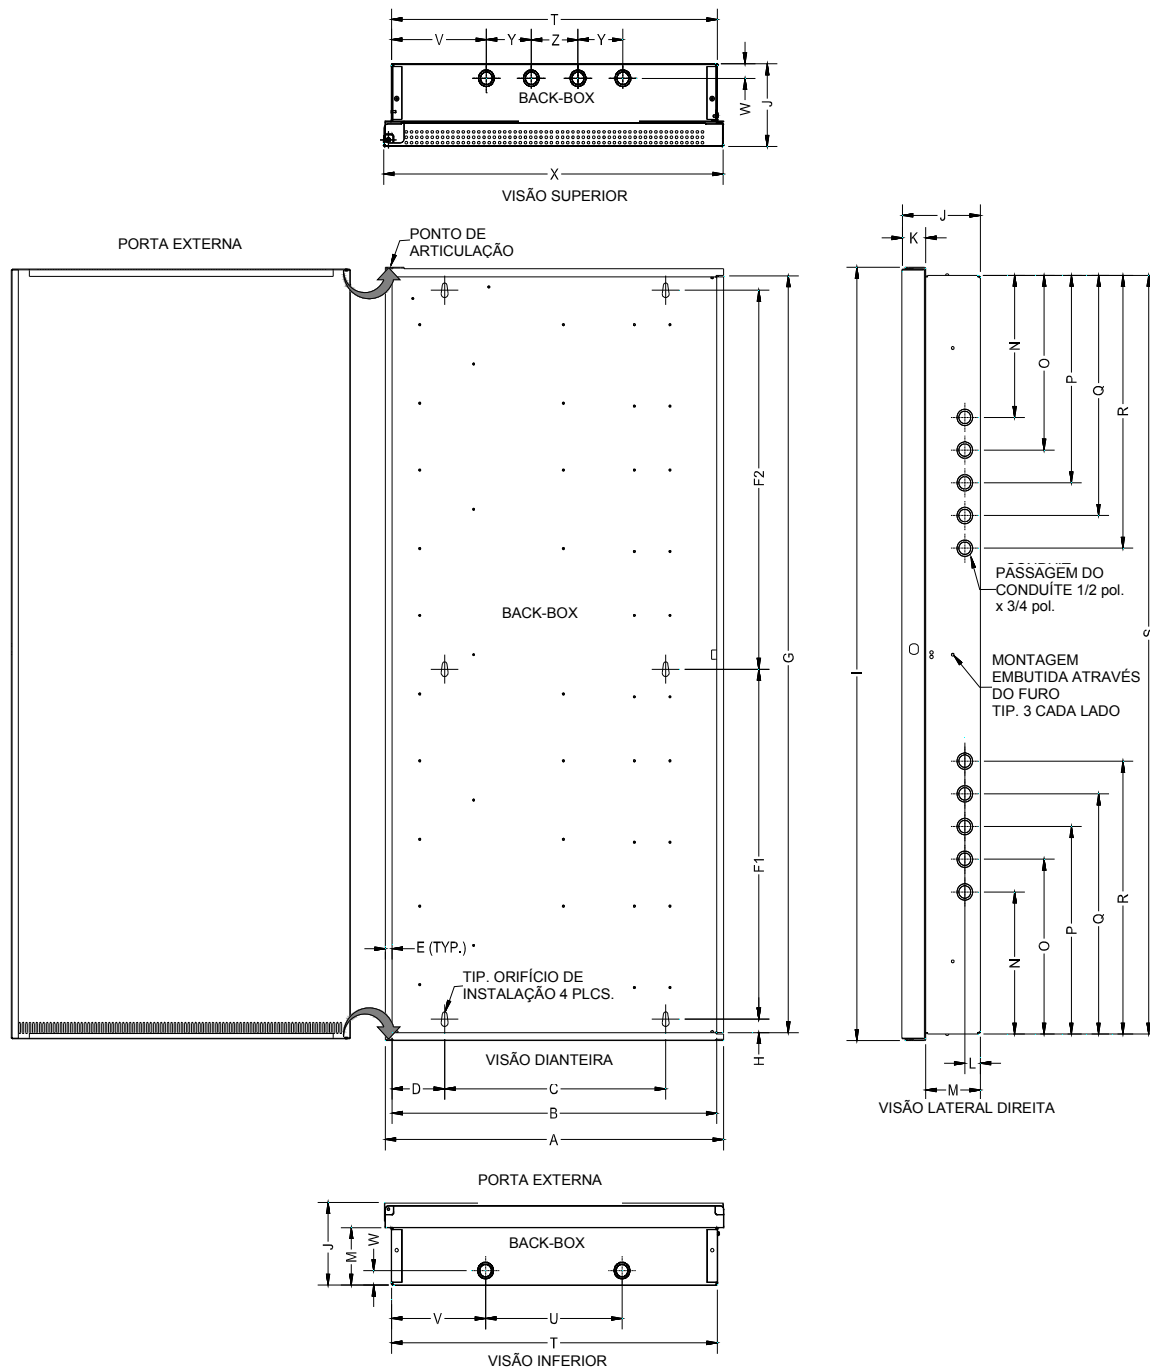 T
V
Y
Z
Y
BACK-BOX
W
J
X
VISÃO SUPERIOR
PORTA EXTERNA
PONTO DE
ARTICULAÇÃO
J
K
N
O
P
Q
R
F2
BACK-BOX
G
I
S
PASSAGEM DO
CONDUÍTE 1/2 pol.
x 3/4 pol.
MONTAGEM
EMBUTIDA ATRAVÉS
DO FURO
TIP. 3 CADA LADO
F1
E (TYP.)
TIP. ORIFÍCIO DE
INSTALAÇÃO 4 PLCS.
R
Q
P
O
N
H
VISÃO DIANTEIRA
D
C
B
A
L
M
VISÃO LATERAL DIREITA
PORTA EXTERNA
J
M
W
BACK-BOX
V
U
T
VISÃO INFERIOR